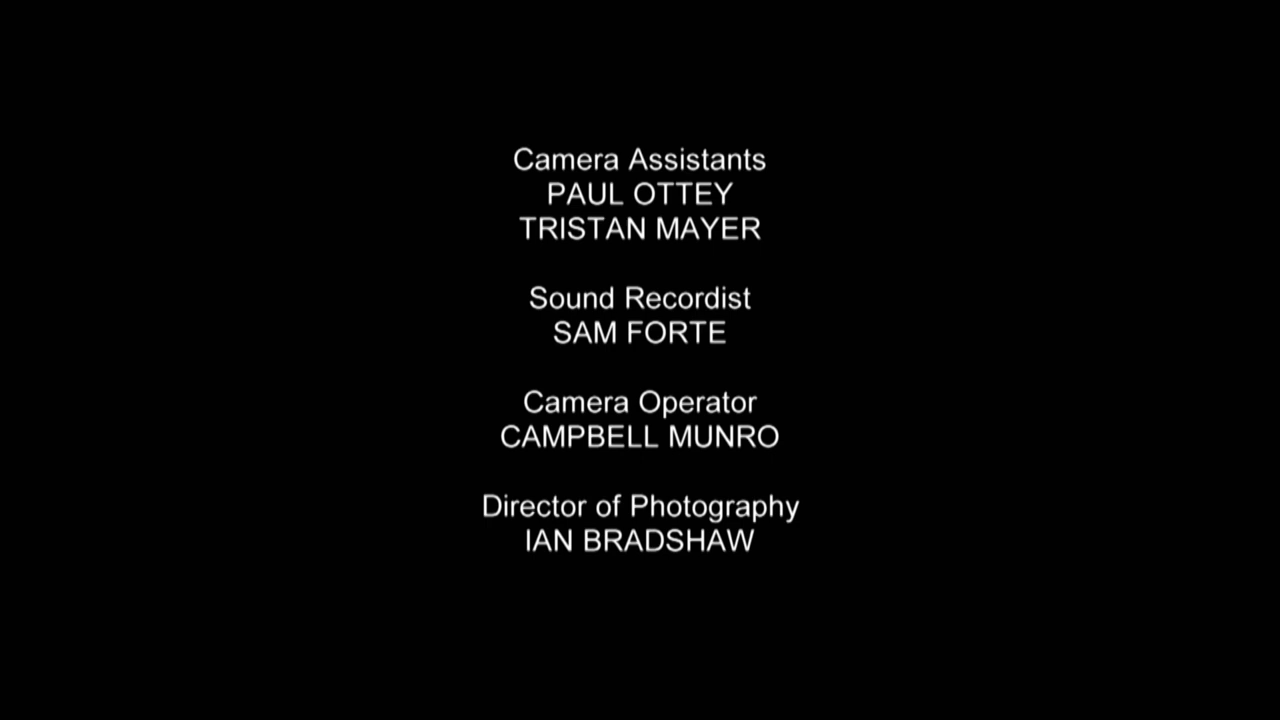 Camera Assistants
PAUL OTTEY
TRISTAN MAYER
Sound Recordist
SAM FORTE
Camera Operator
CAMPBELL MUNRO
Director of Photography
IAN BRADSHAW